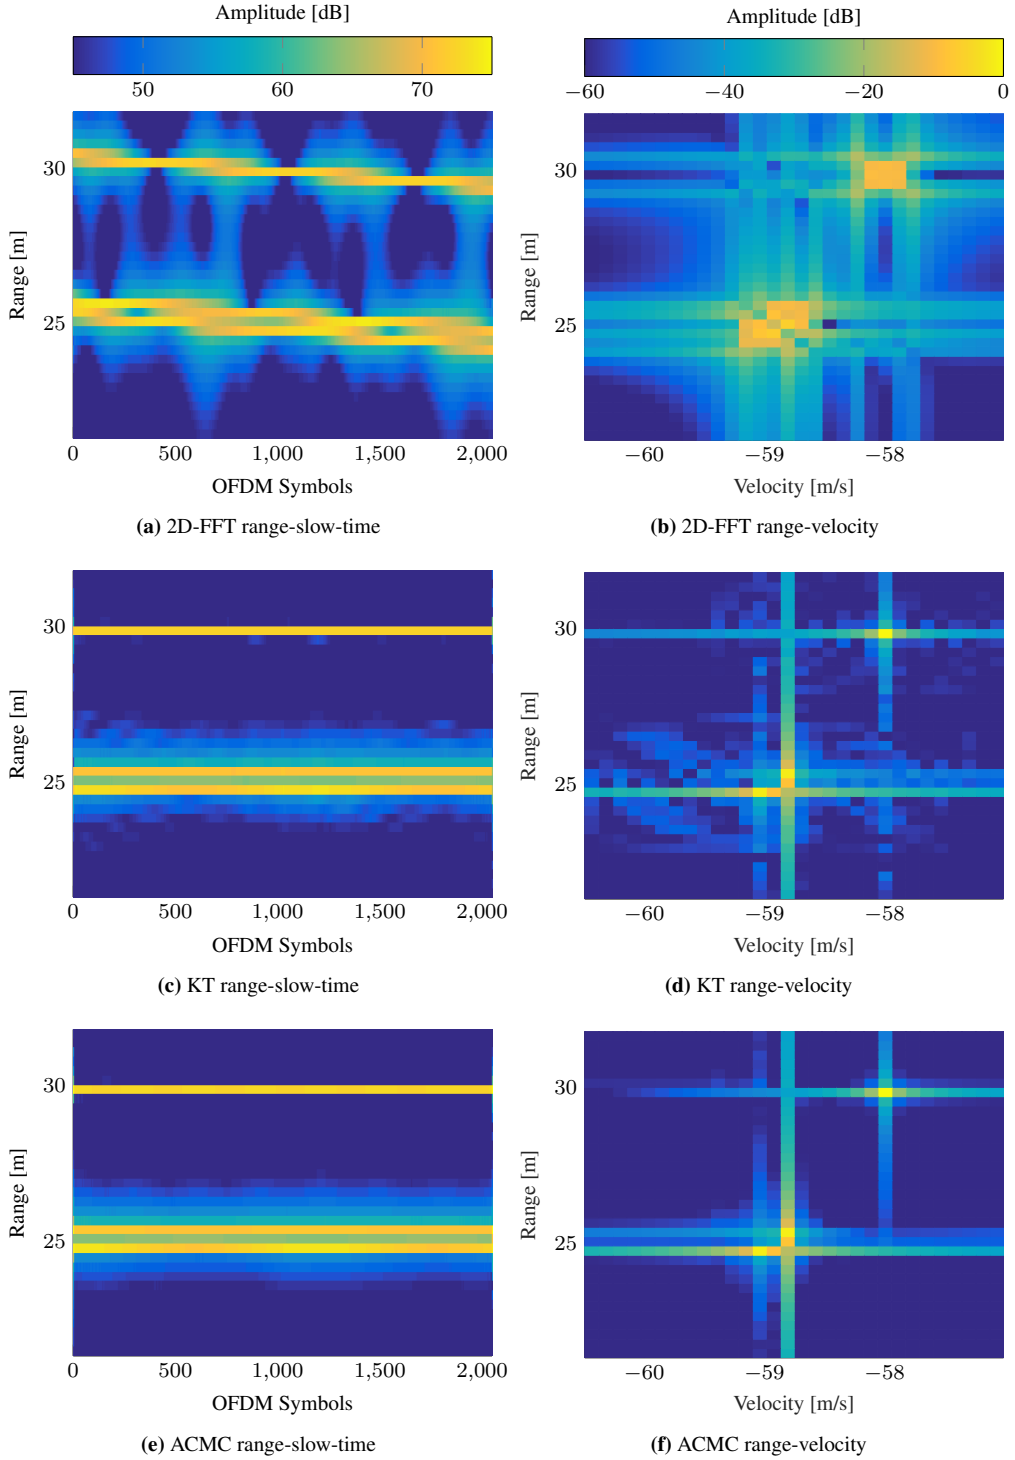 Amplitude [dB]
50 60 70
Range [m]
30
25
0 500 1,000 1,500 2,000
OFDM Symbols
(a) 2D-FFT range-slow-time
Amplitude [dB]
−60 −40 −20 0
Range [m]
30
25
−60 −59 −58
Velocity [m/s]
(b) 2D-FFT range-velocity
Range [m]
30
25
0 500 1,000 1,500 2,000
OFDM Symbols
(c) KT range-slow-time
Range [m]
30
25
−60 −59 −58
Velocity [m/s]
(d) KT range-velocity
Range [m]
30
25
0 500 1,000 1,500 2,000
OFDM Symbols
(e) ACMC range-slow-time
Range [m]
30
25
−60 −59 −58
Velocity [m/s]
(f) ACMC range-velocity